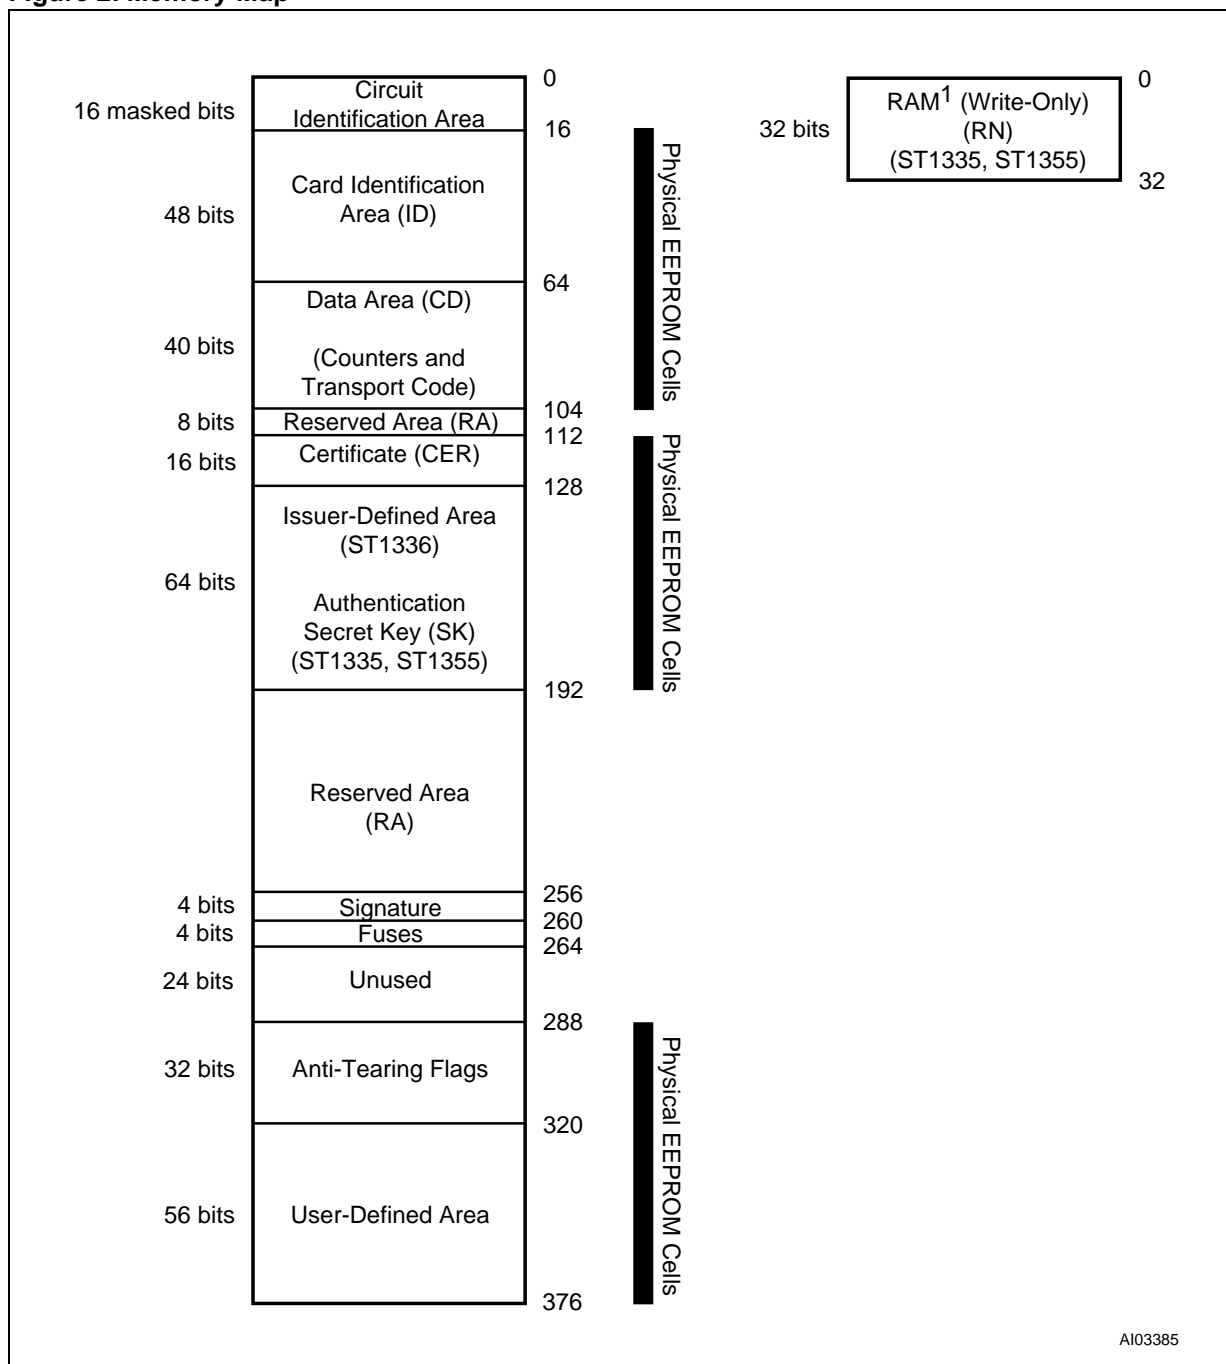 Figure 2. Memory Map
0
Circuit
Identification Area
16 masked bits
16
Card Identification
Area (ID)
48 bits
64
Data Area (CD)
(Counters and
Transport Code)
40 bits
104
8 bits
Reserved Area (RA)
112
Certificate (CER)
16 bits
128
Issuer-Defined Area
(ST1336)
64 bits
Authentication
Secret Key (SK)
(ST1335, ST1355)
192
Reserved Area
(RA)
256
4 bits
Signature
260
4 bits
Fuses
264
24 bits
Unused
288
32 bits
Anti-Tearing Flags
320
56 bits
User-Defined Area
376
Physical EEPROM Cells
Physical EEPROM Cells
Physical EEPROM Cells
0
RAM1 (Write-Only)
(RN)
(ST1335, ST1355)
32 bits
32
AI03385